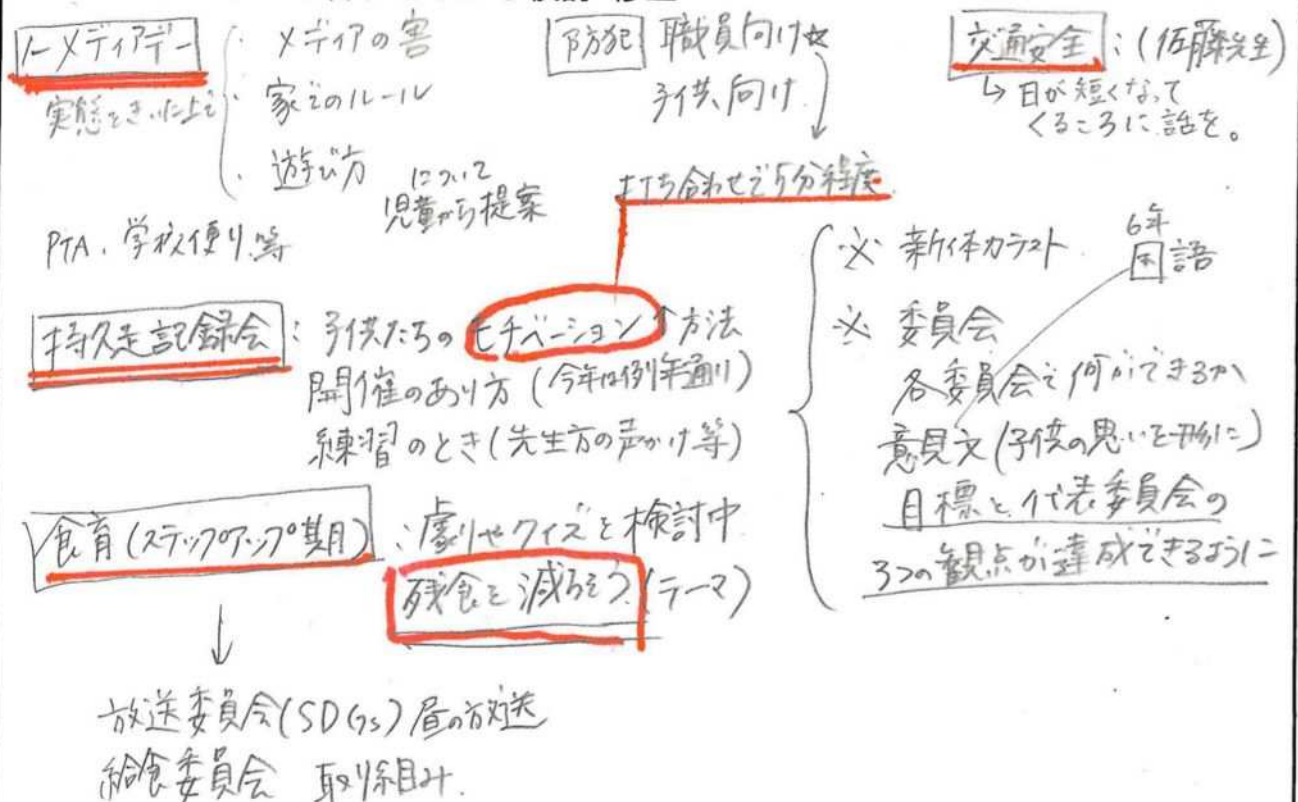 ノーメディアデー
実態をきいた上で
・メディアの害
・家でのルール
・遊び方
について
児童から提案
PTA、学校便り等
防犯 職員向け☆
子供向け
打ち合わせで5分程度
交通安全：(佐藤先生)
↳日が短くなって
くるころに話を。
持久走記録会：子供たちのモチベーション↑方法
開催のあり方(今年は例年通り)
練習のとき(先生方の声かけ等)
食育(ステップアップ期間)：劇やクイズを検討中
残食を減らそう(テーマ)
↓
放送委員会(SDGs)昼の放送
給食委員会 取り組み.
※ 新体力テスト
6年
国語
※ 委員会
各委員会で何ができるか
意見文(子供の思いを形に)
目標と、代表委員会の
3つの観点が達成できるように